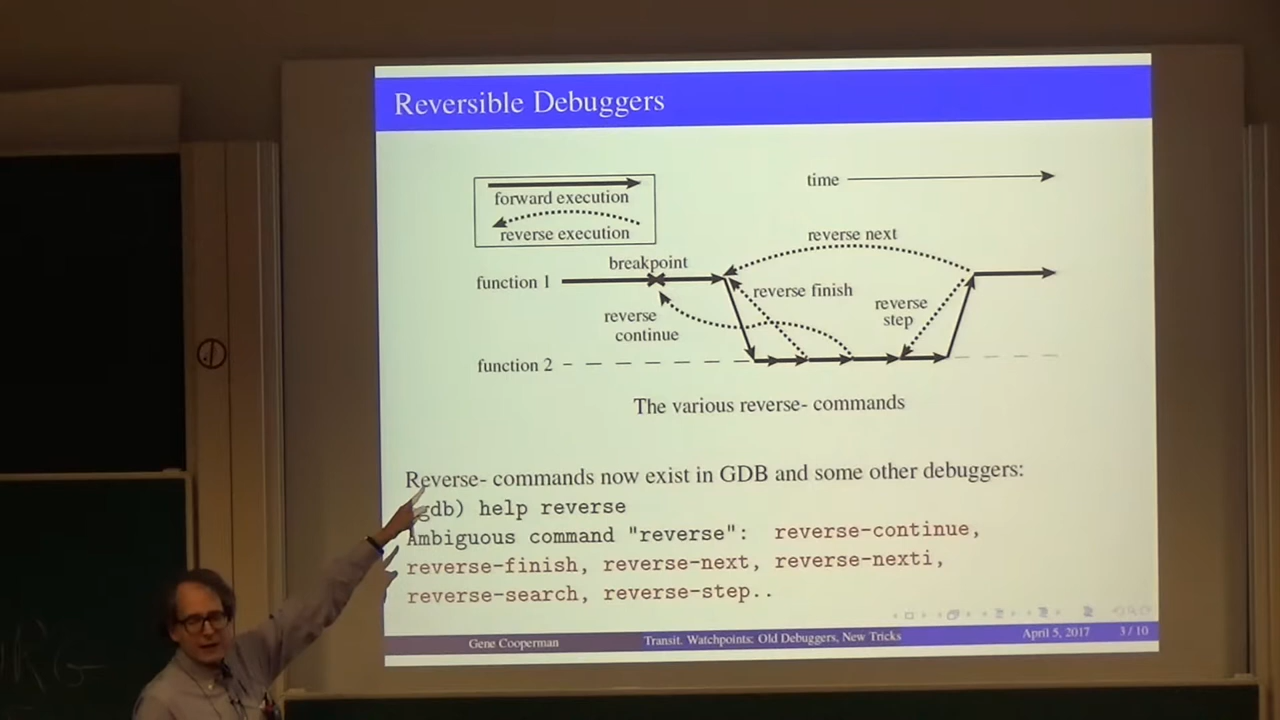 Reversible Debuggers
forward execution
reverse execution
time
reverse next
breakpoint
function 1
reverse finish
reverse
continue
reverse
step
function 2
The various reverse- commands
Reverse- commands now exist in GDB and some other debuggers:
gdb) help reverse
Ambiguous command "reverse": reverse-continue,
reverse-finish, reverse-next, reverse-nexti,
reverse-search, reverse-step..
Gene Cooperman Transit. Watchpoints: Old Debuggers, New Tricks April 5, 2017 3 / 10